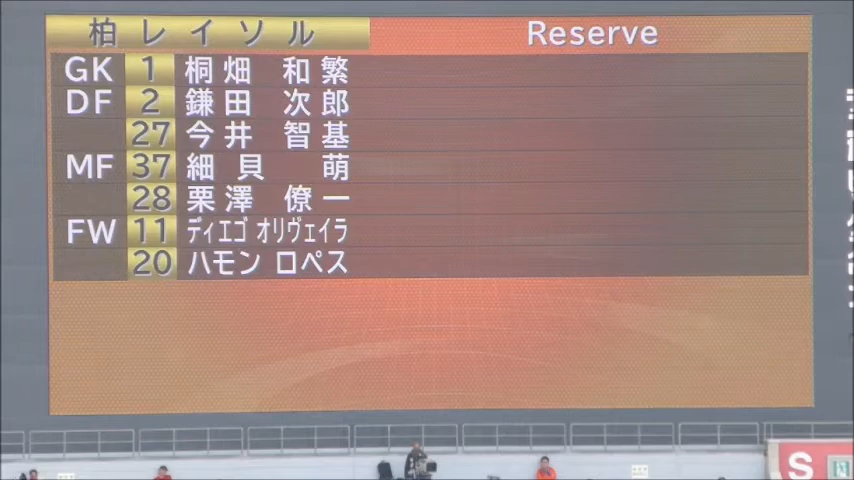 柏レイソル Reserve
GK 1 桐畑 和繁
DF 2 鎌田 次郎
27 今井 智基
MF 37 細貝 萌
28 栗澤 僚一
FW 11 ディエゴ オリヴェイラ
20 ハモン ロペス
S